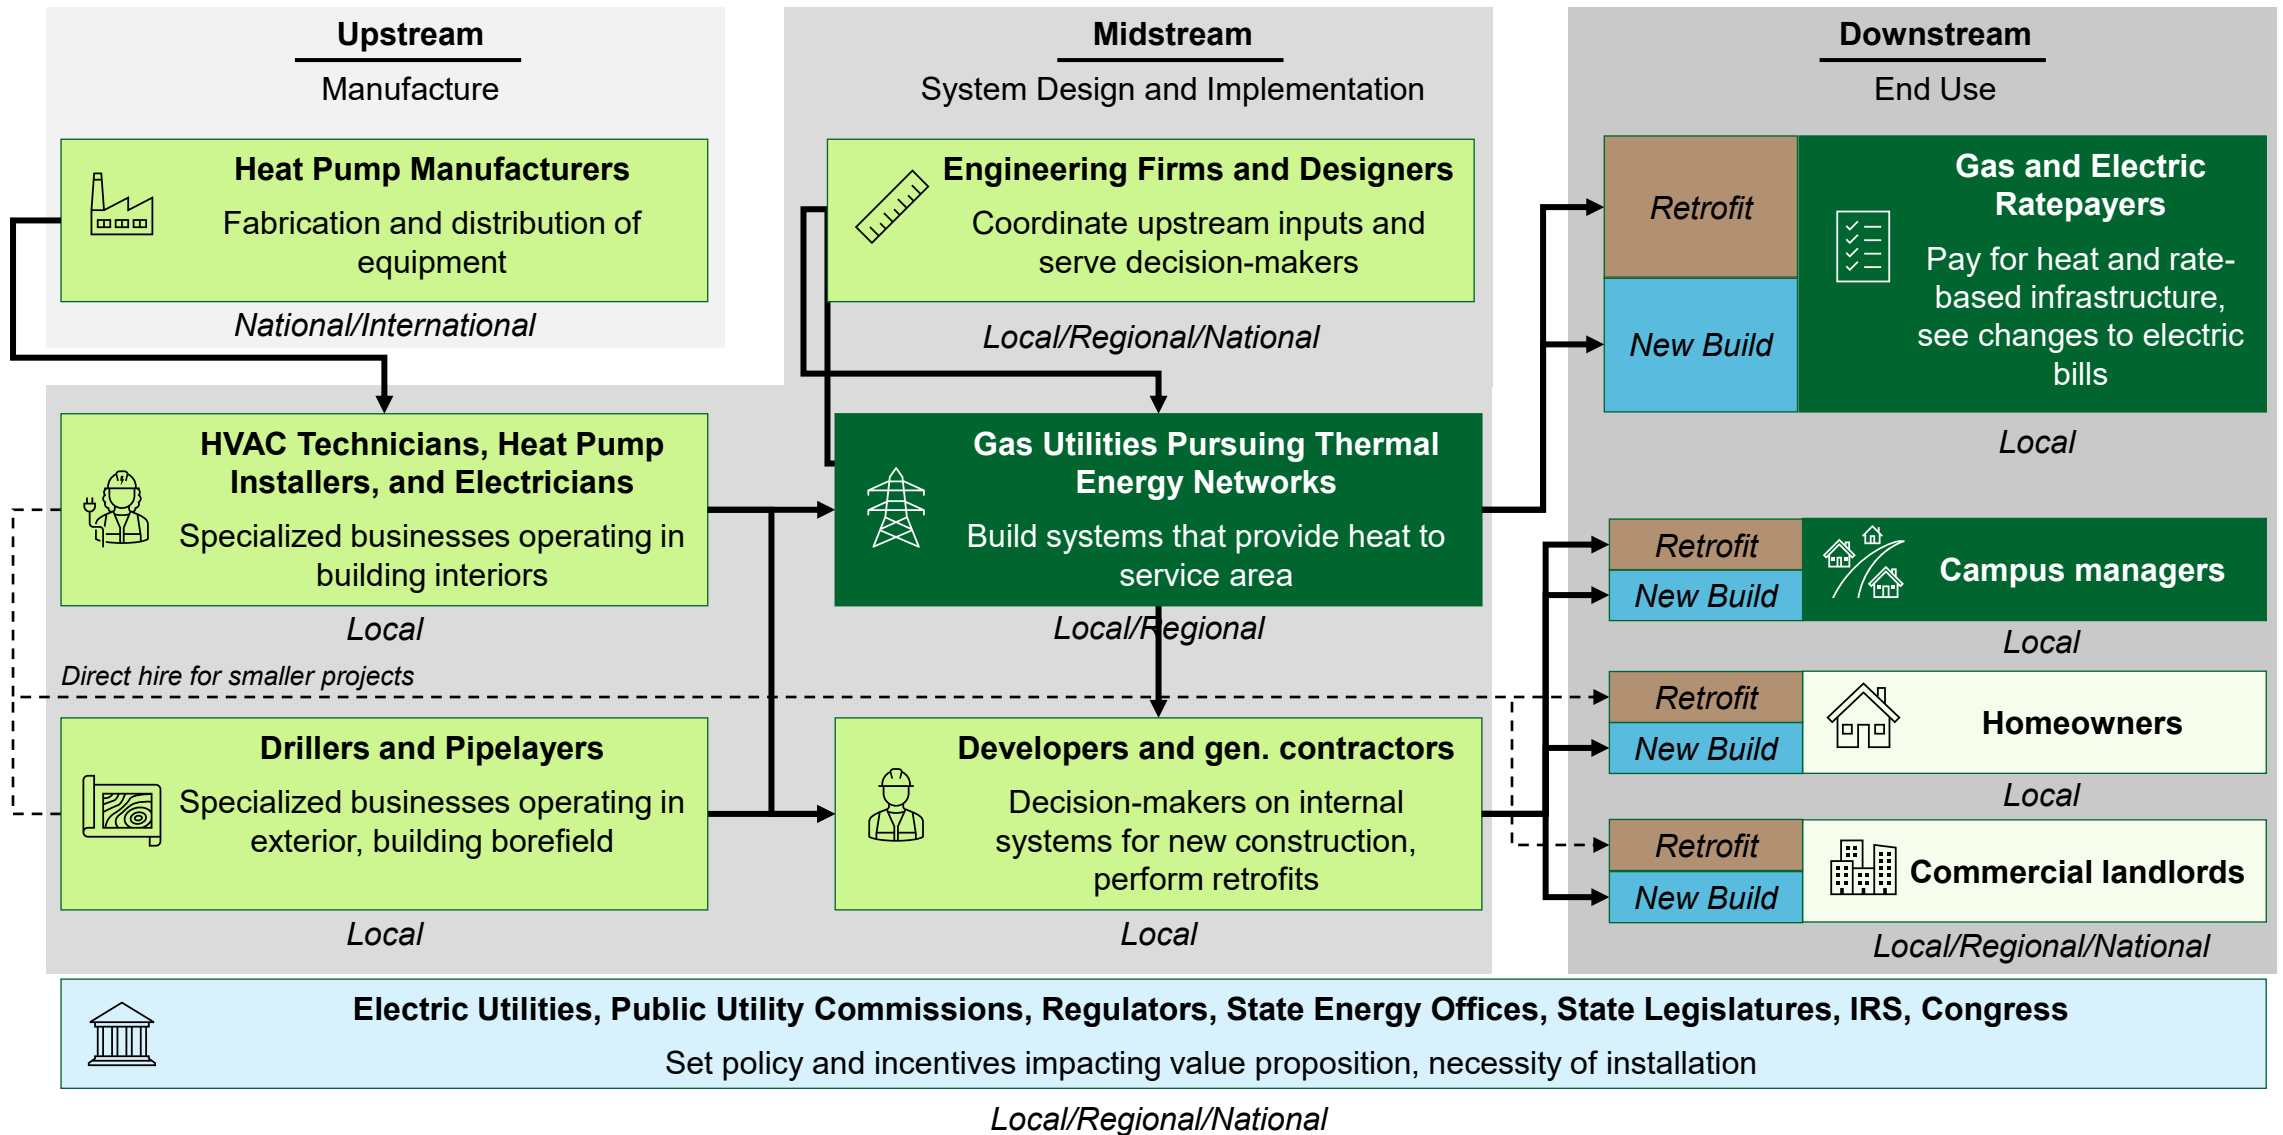 Upstream
Manufacture
Heat Pump Manufacturers
Fabrication and distribution of
equipment
National/International
HVAC Technicians, Heat Pump
Installers, and Electricians
Specialized businesses operating in
building interiors
Local
Direct hire for smaller projects
Drillers and Pipelayers
Specialized businesses operating in
exterior, building borefield
Local
Midstream
System Design and Implementation
Engineering Firms and Designers
Coordinate upstream inputs and
serve decision-makers
Local/Regional/National
Gas Utilities Pursuing Thermal
Energy Networks
Build systems that provide heat to
service area
Local/Regional
Developers and gen. contractors
Decision-makers on internal
systems for new construction,
perform retrofits
Local
Downstream
End Use
Retrofit
New Build
Gas and Electric
Ratepayers
Pay for heat and rate-
based infrastructure,
see changes to electric
bills
Local
Retrofit
New Build
Campus managers
Local
Retrofit
New Build
Homeowners
Local
Retrofit
New Build
Commercial landlords
Local/Regional/National
Electric Utilities, Public Utility Commissions, Regulators, State Energy Offices, State Legislatures, IRS, Congress
Set policy and incentives impacting value proposition, necessity of installation
Local/Regional/National